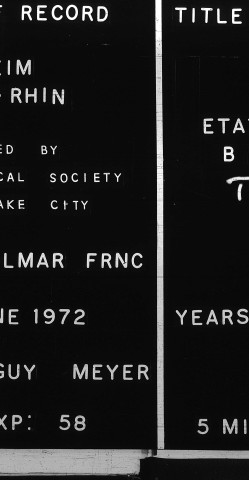 F RECORD
EIM
- RHIN
ED BY
CAL SOCIETY
AKE CITY
LMAR FRNC
NE 1972
GUY MEYER
XP: 58
TITLE
ETA
B
T
YEARS
5 MI